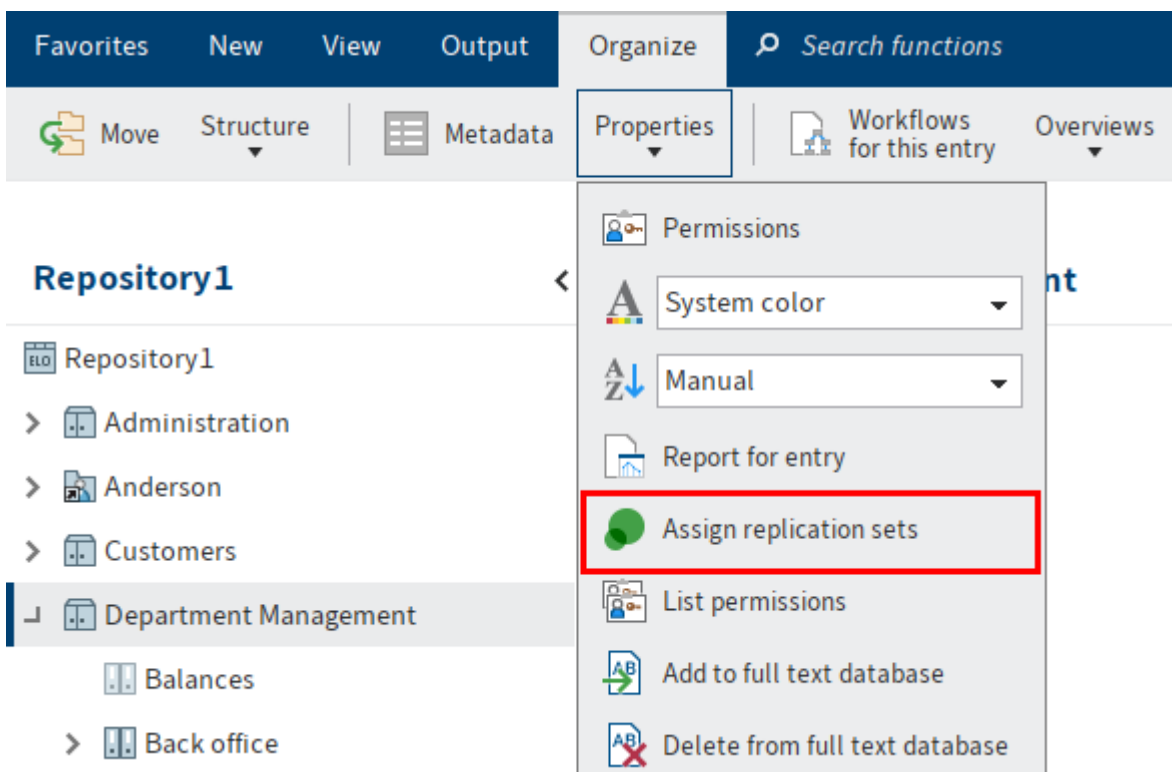 Favorites New View Output Organize Search functions
Move Structure Metadata Properties Workflows for this entry Overviews
Permissions
Repository1 nt
System color
ELO Repository1
Manual
Administration
Report for entry
Anderson
Assign replication sets
Customers
List permissions
Department Management
Add to full text database
Balances
Back office
Delete from full text database